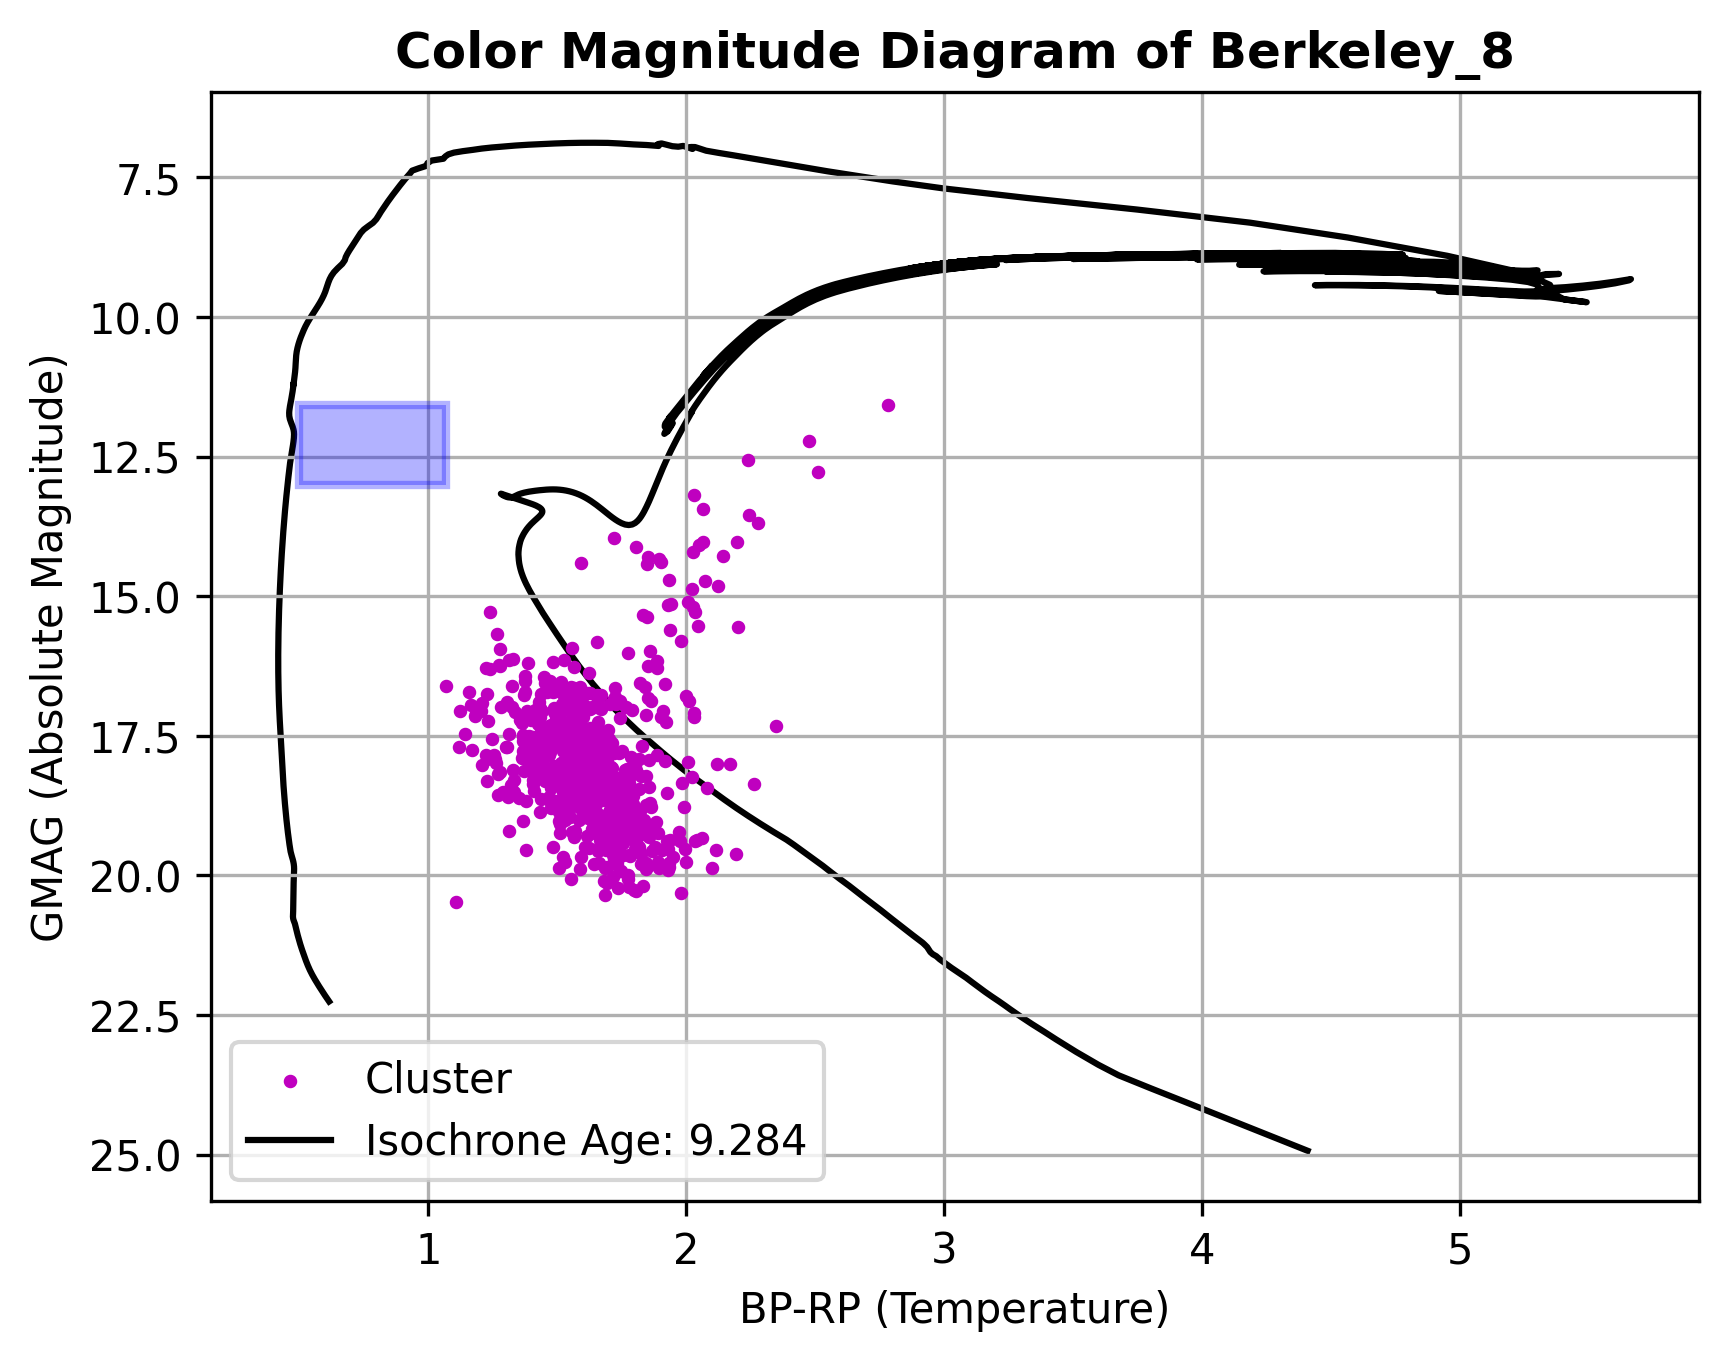 Color Magnitude Diagram of Berkeley_8
GMAG (Absolute Magnitude)
7.5
10.0
12.5
15.0
17.5
20.0
22.5
25.0
Cluster
Isochrone Age: 9.284
1 2 3 4 5
BP-RP (Temperature)